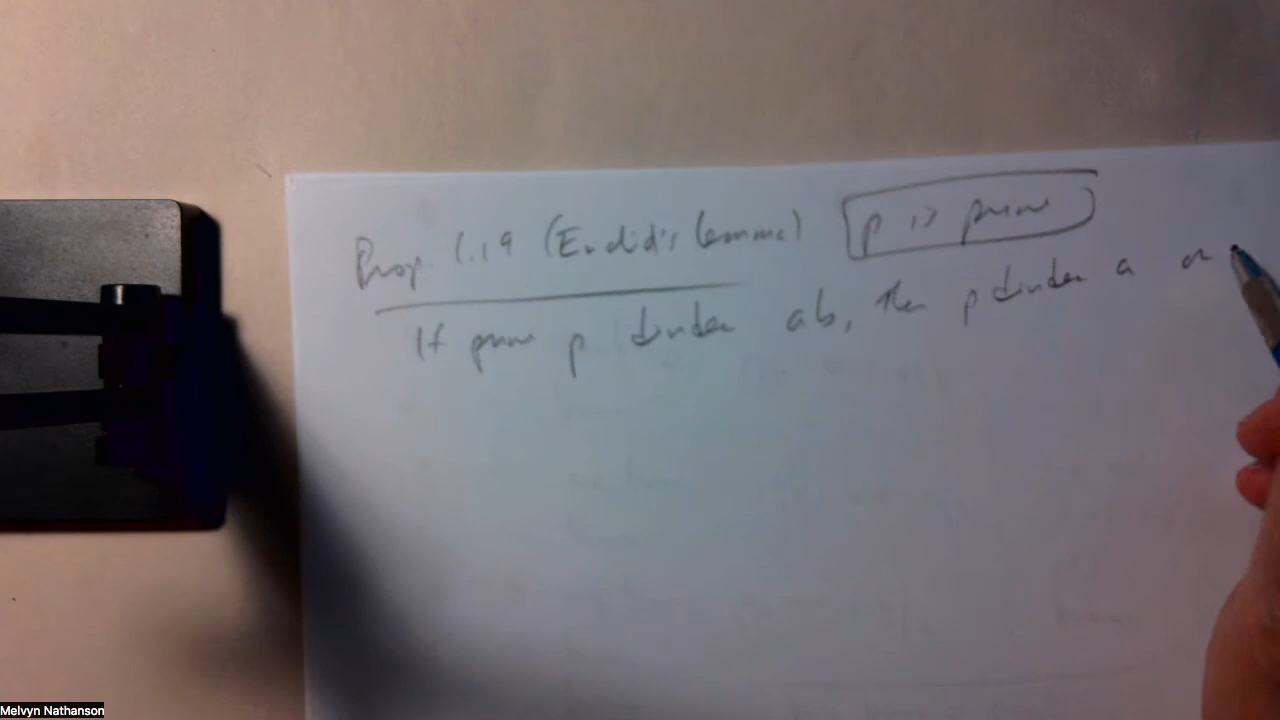 Prop. 1.19 (Euclid's lemma) p is prime
If prime p divides ab, then p divides a or
Melvyn Nathanson